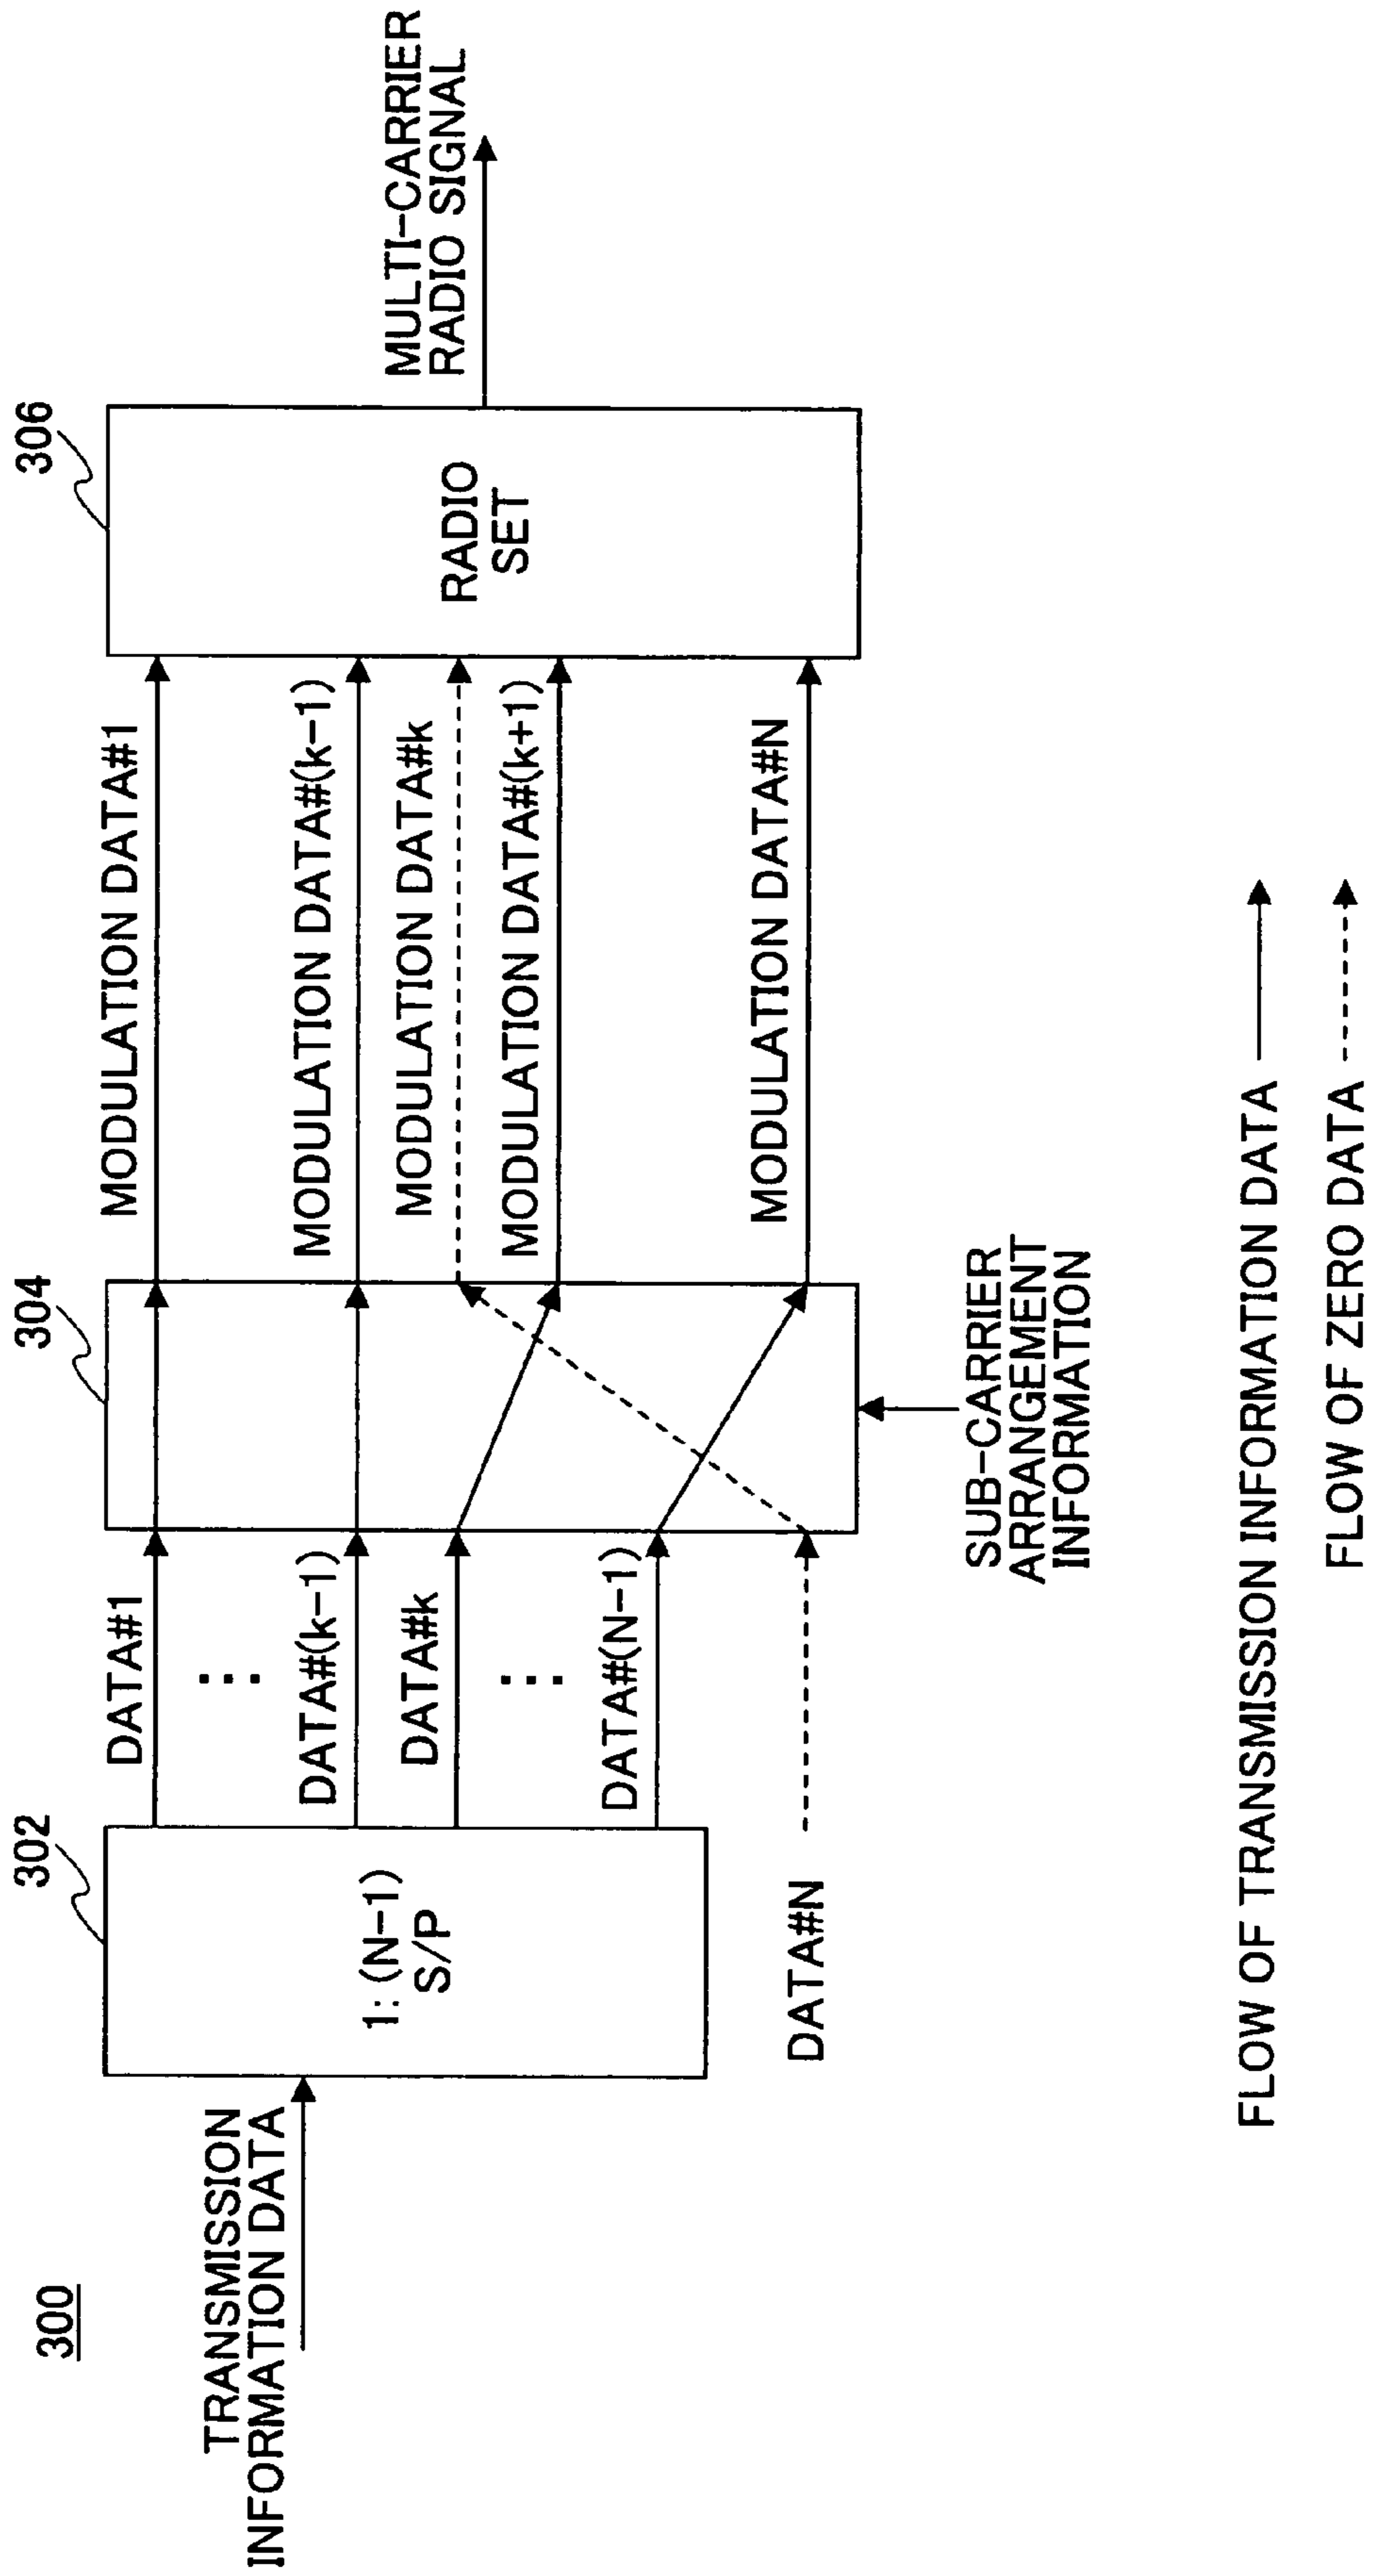 300
TRANSMISSION
INFORMATION DATA
302
1: (N-1)
S/P
DATA#1
...
DATA#(k-1)
DATA#k
...
DATA#(N-1)
DATA#N
304
SUB-CARRIER
ARRANGEMENT
INFORMATION
MODULATION DATA#1
MODULATION DATA#(k-1)
MODULATION DATA#k
MODULATION DATA#(k+1)
MODULATION DATA#N
306
RADIO
SET
MULTI-CARRIER
RADIO SIGNAL
FLOW OF TRANSMISSION INFORMATION DATA
FLOW OF ZERO DATA